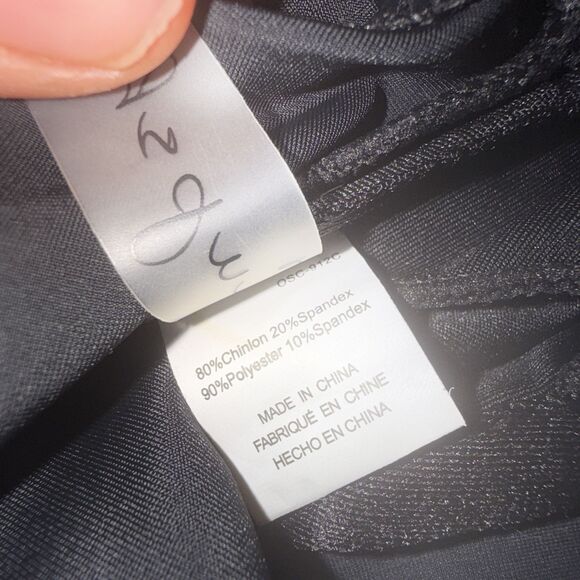 OSC-912C
80%Chinlon 20%Spandex
90%Polyester 10%Spandex
MADE IN CHINA
FABRIQUÉ EN CHINE
HECHO EN CHINA